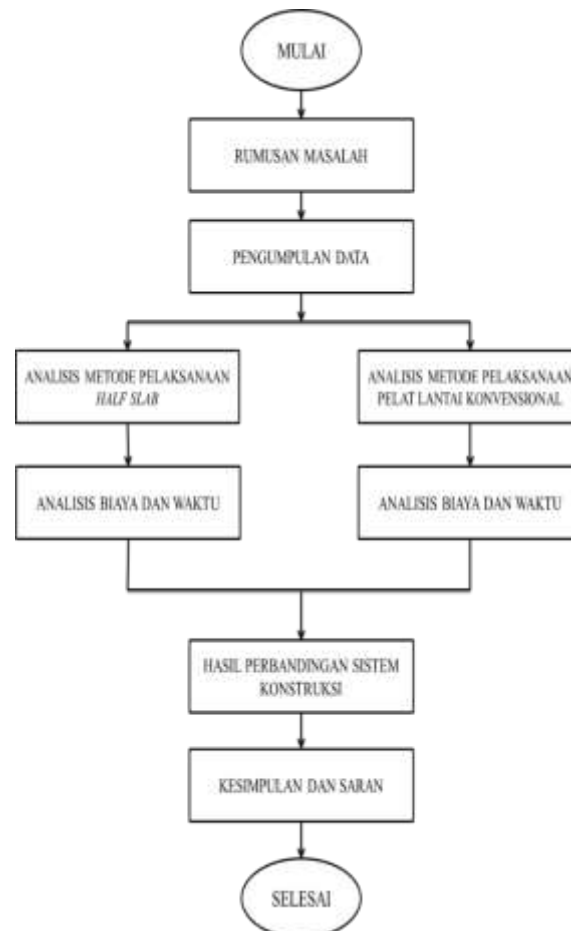 MULAI
RUMUSAN MASALAH
PENGUMPULAN DATA
ANALISIS METODE PELAKSANAAN
HALF SLAB
ANALISIS METODE PELAKSANAAN
PELAT LANTAI KONVENSIONAL
ANALISIS BIAYA DAN WAKTU
ANALISIS BIAYA DAN WAKTU
HASIL PERBANDINGAN SISTEM
KONSTRUKSI
KESIMPULAN DAN SARAN
SELESAI